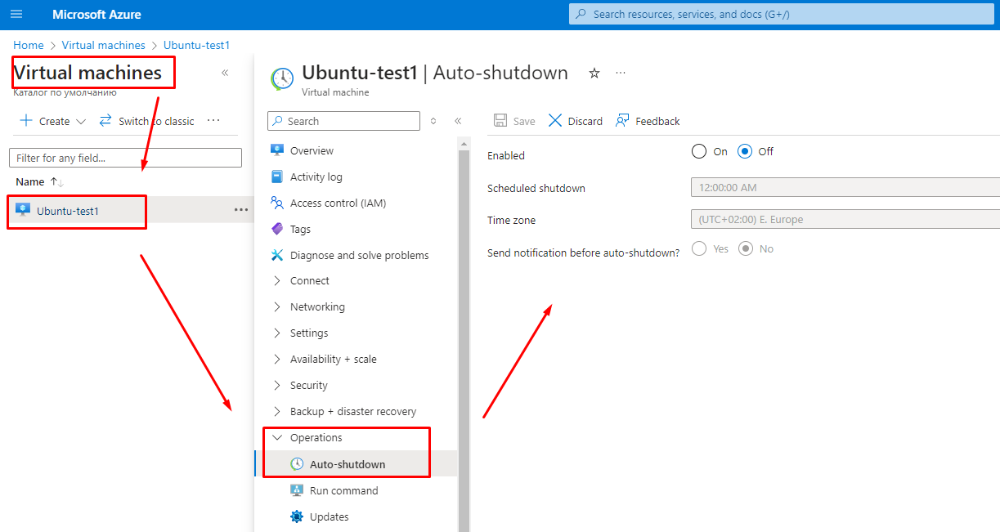 Microsoft Azure
Search resources, services, and docs (G+/)
Home > Virtual machines > Ubuntu-test1
Virtual machines
Каталог по умолчанию
+ Create
Switch to classic
...
Filter for any field...
Name ↑↓
Ubuntu-test1
...
Ubuntu-test1 | Auto-shutdown
...
Virtual machine
Search
Overview
Activity log
Access control (IAM)
Tags
Diagnose and solve problems
Connect
Networking
Settings
Availability + scale
Security
Backup + disaster recovery
Operations
Auto-shutdown
Run command
Updates
Save
Discard
Feedback
Enabled
On
Off
Scheduled shutdown
12:00:00 AM
Time zone
(UTC+02:00) E. Europe
Send notification before auto-shutdown?
Yes
No